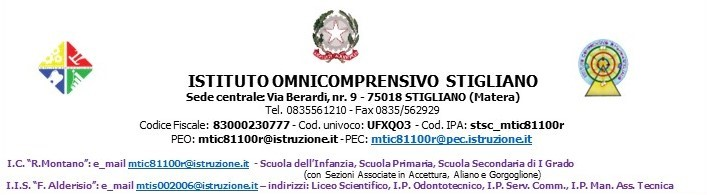 ISTITUTO OMNICOMPRENSIVO STIGLIANO
Sede centrale: Via Berardi, nr. 9 - 75018 STIGLIANO (Matera)
Tel. 0835561210 - Fax 0835/562929
Codice Fiscale: 83000230777 - Cod. univoco: UFXQO3 - Cod. IPA: stsc_mtic81100r
PEO: mtic81100r@istruzione.it - PEC: mtic81100r@pec.istruzione.it
I.C. "R.Montano": e_mail mtic81100r@istruzione.it - Scuola dell'Infanzia, Scuola Primaria, Scuola Secondaria di I Grado
(con Sezioni Associate in Accettura, Aliano e Gorgoglione)
I.I.S. "F. Alderisio": e_mail mtis002006@istruzione.it – indirizzi: Liceo Scientifico, I.P. Odontotecnico, I.P. Serv. Comm., I.P. Man. Ass. Tecnica